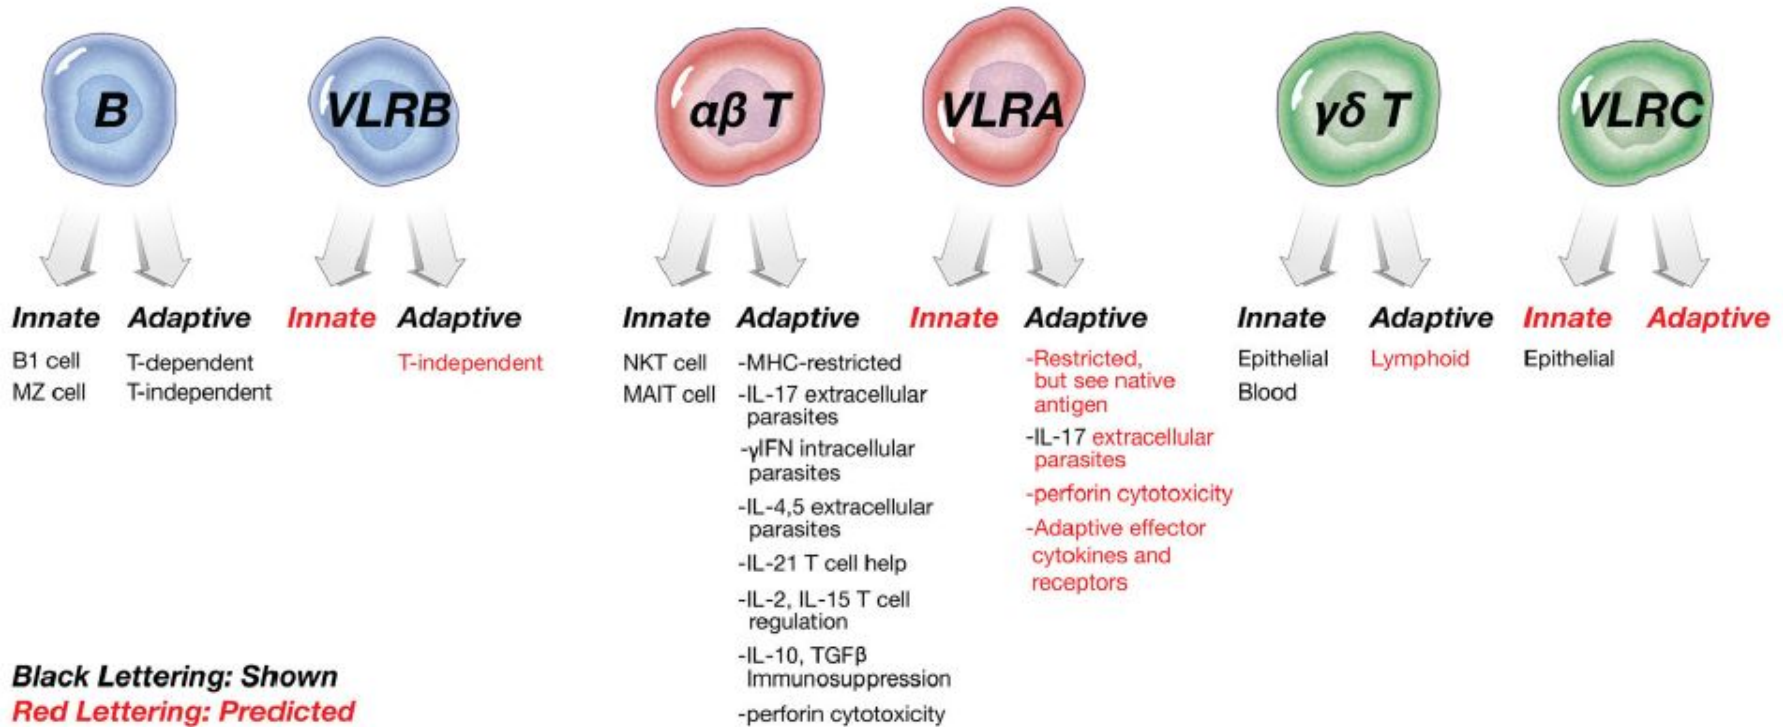 B
VLRB
αβ T
VLRA
γδ T
VLRC
Innate Adaptive
B1 cell
MZ cell
T-dependent
T-independent
Innate Adaptive
T-independent
Innate Adaptive
NKT cell
MAIT cell
-MHC-restricted
-IL-17 extracellular
parasites
-γIFN intracellular
parasites
-IL-4,5 extracellular
parasites
-IL-21 T cell help
-IL-2, IL-15 T cell
regulation
-IL-10, TGFβ
Immunosuppression
-perforin cytotoxicity
Innate Adaptive
-Restricted,
but see native
antigen
-IL-17 extracellular
parasites
-perforin cytotoxicity
-Adaptive effector
cytokines and
receptors
Innate Adaptive
Epithelial
Blood
Lymphoid
Innate Adaptive
Epithelial
Black Lettering: Shown
Red Lettering: Predicted